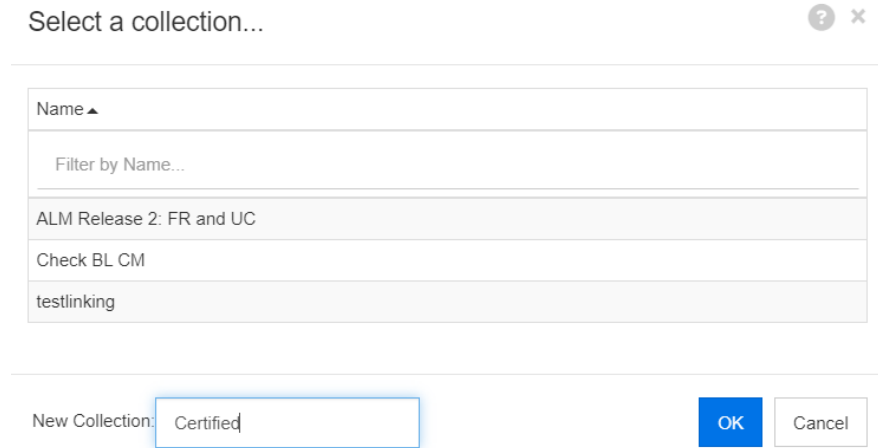 Select a collection...
Name
Filter by Name...
ALM Release 2: FR and UC
Check BL CM
testlinking
New Collection: Certified OK Cancel